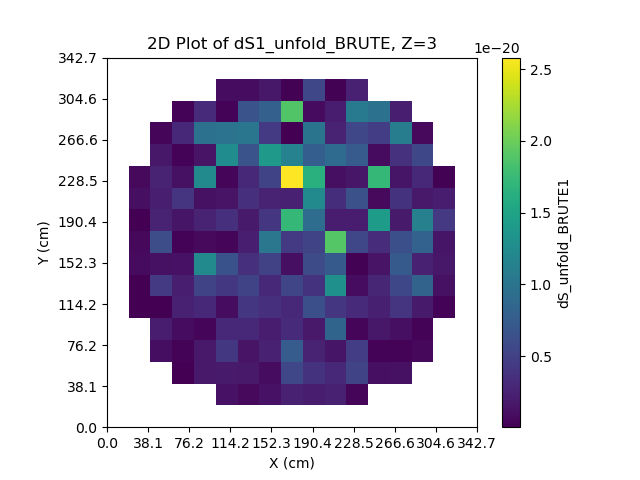 2D Plot of dS1_unfold_BRUTE, Z=3
1e−20
342.7
304.6
266.6
228.5
190.4
152.3
114.2
76.2
38.1
0.0
Y (cm)
0.0 38.1 76.2 114.2 152.3 190.4 228.5 266.6 304.6 342.7
X (cm)
2.5
2.0
1.5
1.0
0.5
dS_unfold_BRUTE1